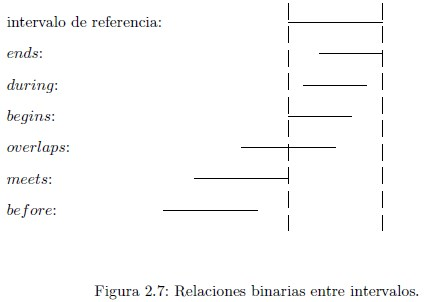 intervalo de referencia:
ends:
during:
begins:
overlaps:
meets:
before:
Figura 2.7: Relaciones binarias entre intervalos.